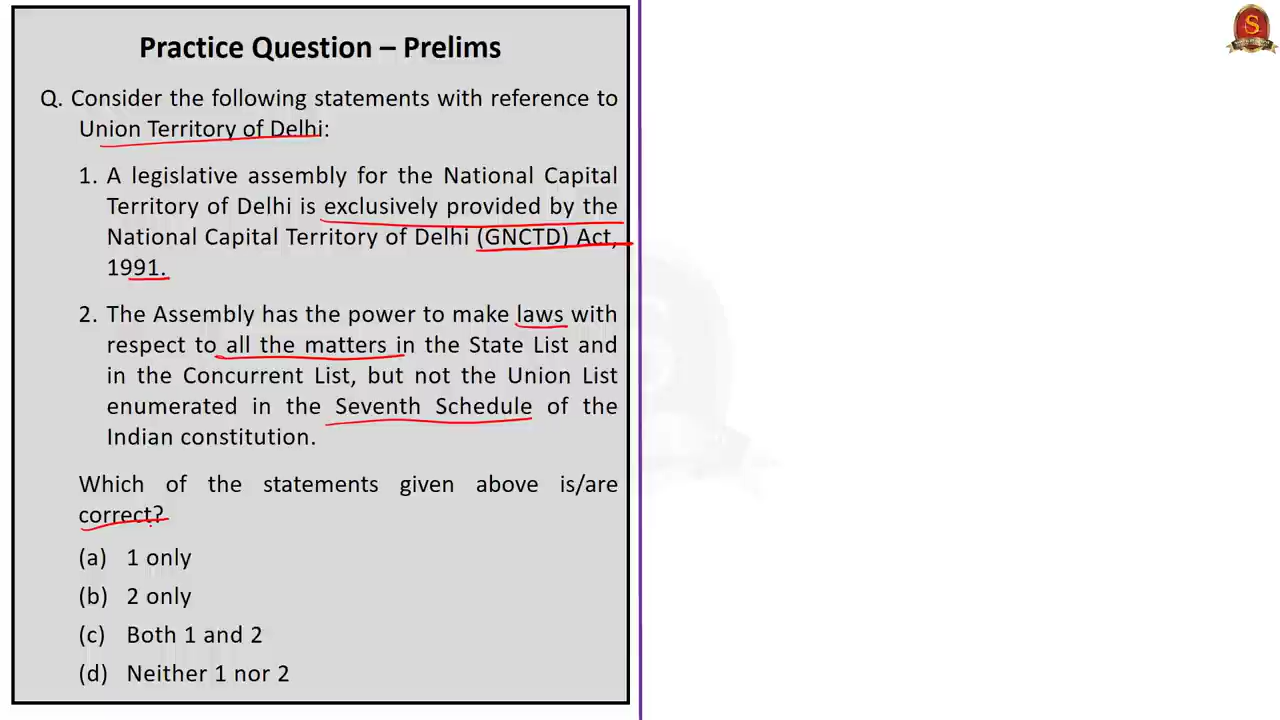 Practice Question – Prelims
Q. Consider the following statements with reference to
Union Territory of Delhi:
1. A legislative assembly for the National Capital
Territory of Delhi is exclusively provided by the
National Capital Territory of Delhi (GNCTD) Act,
1991.
2. The Assembly has the power to make laws with
respect to all the matters in the State List and
in the Concurrent List, but not the Union List
enumerated in the Seventh Schedule of the
Indian constitution.
Which of the statements given above is/are
correct?
(a) 1 only
(b) 2 only
(c) Both 1 and 2
(d) Neither 1 nor 2
S